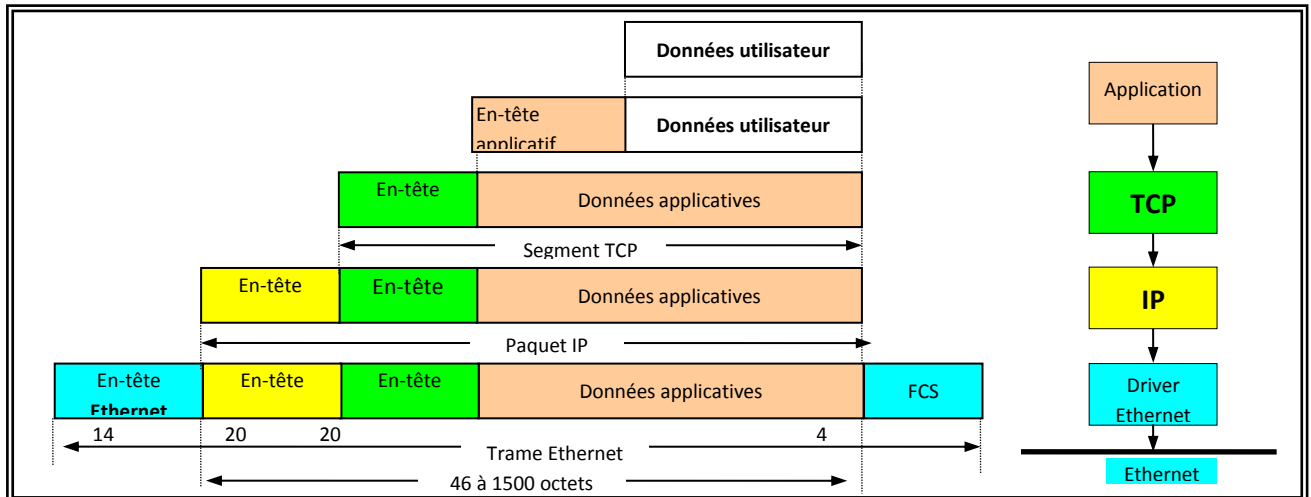 Données utilisateur
Application
En-tête
applicatif
Données utilisateur
En-tête
Données applicatives
TCP
Segment TCP
En-tête
En-tête
Données applicatives
IP
Paquet IP
En-tête
Ethernet
En-tête
En-tête
Données applicatives
FCS
Driver
Ethernet
14
20
20
4
Trame Ethernet
Ethernet
46 à 1500 octets